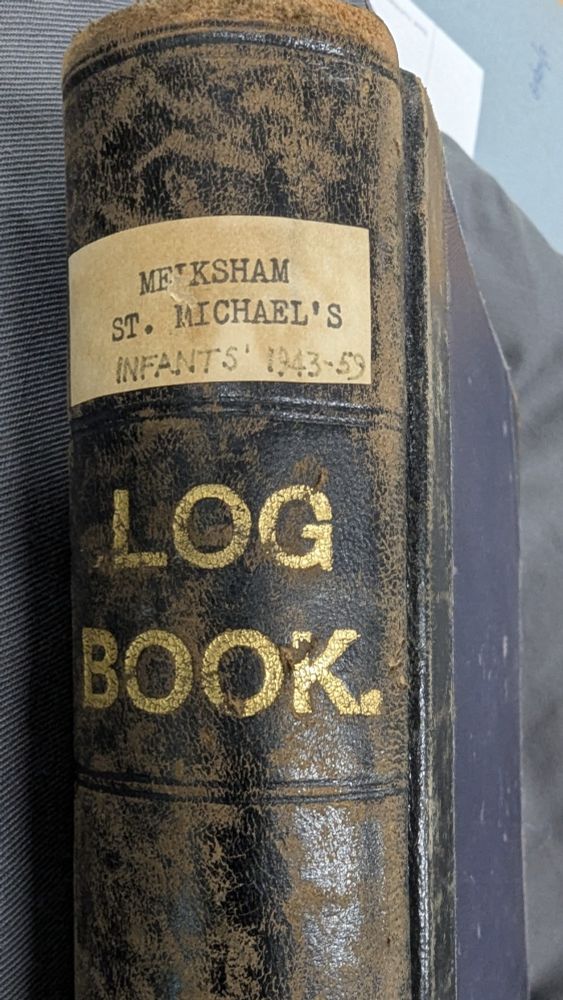 MELKSHAM
ST. MICHAEL'S
INFANTS' 1943-59
LOG
BOOK.